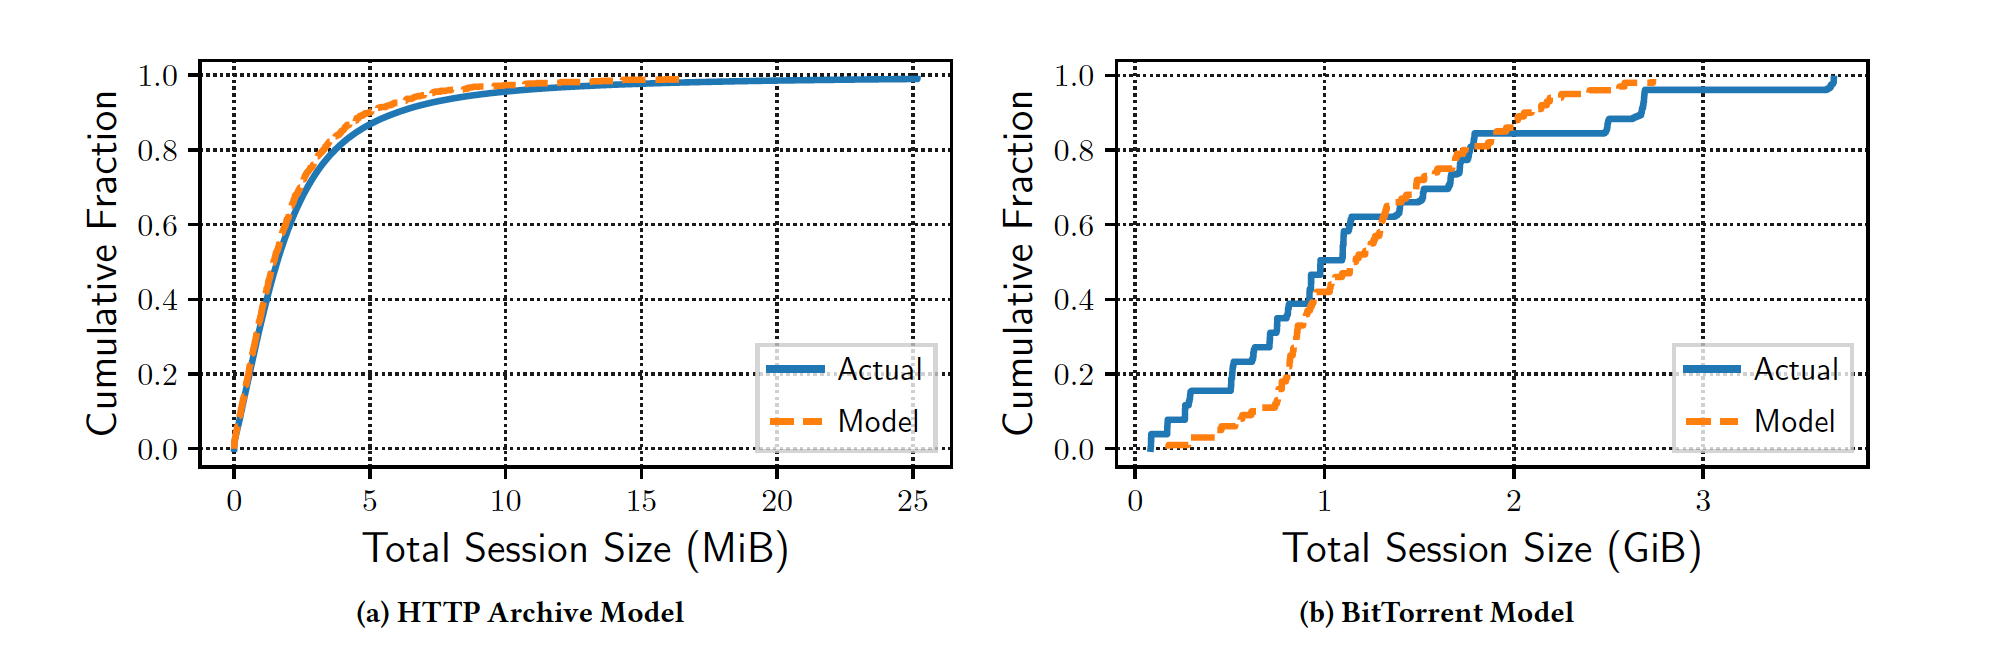 1.0
0.8
0.6
0.4
0.2
0.0
Cumulative Fraction
0 5 10 15 20 25
Total Session Size (MiB)
Actual
Model
(a) HTTP Archive Model
1.0
0.8
0.6
0.4
0.2
0.0
Cumulative Fraction
0 1 2 3
Total Session Size (GiB)
Actual
Model
(b) BitTorrent Model